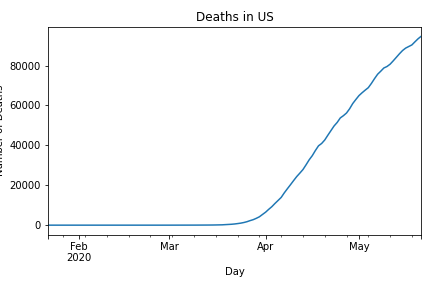 Deaths in US
Number of Deaths
80000
60000
40000
20000
0
Feb
2020
Mar
Apr
May
Day